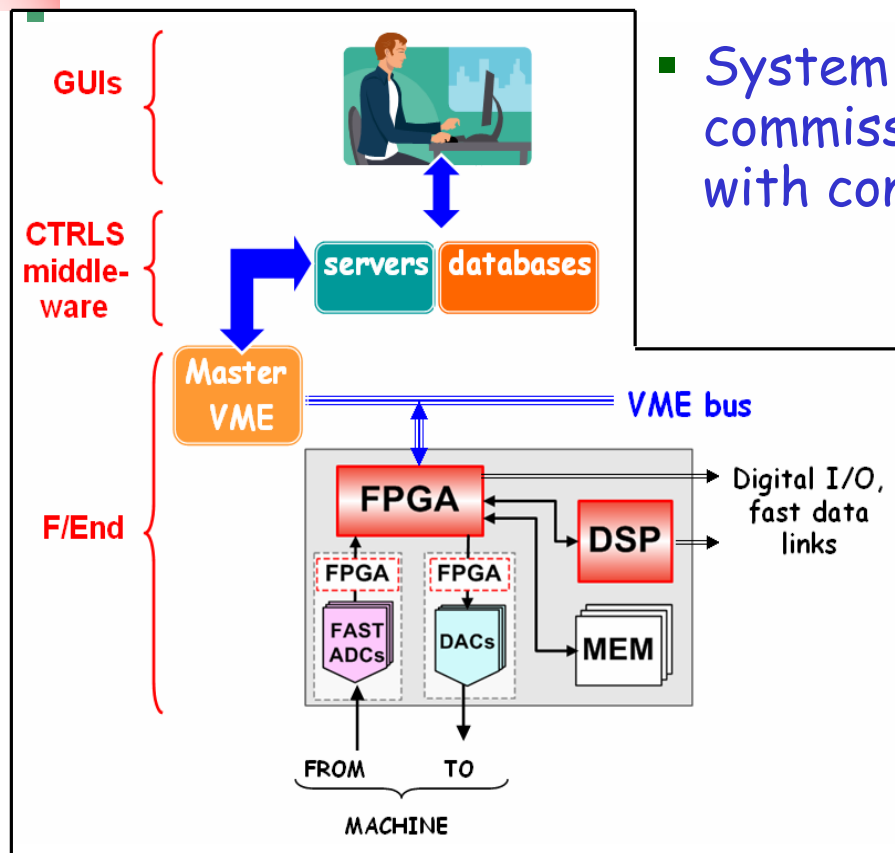 GUIs
System
commiss
with cor
CTRLS
middle-
ware
servers
databases
Master
VME
VME bus
F/End
FPGA
DSP
MEM
FPGA
FAST
ADCs
FPGA
DACs
Digital I/O,
fast data
links
FROM
TO
MACHINE